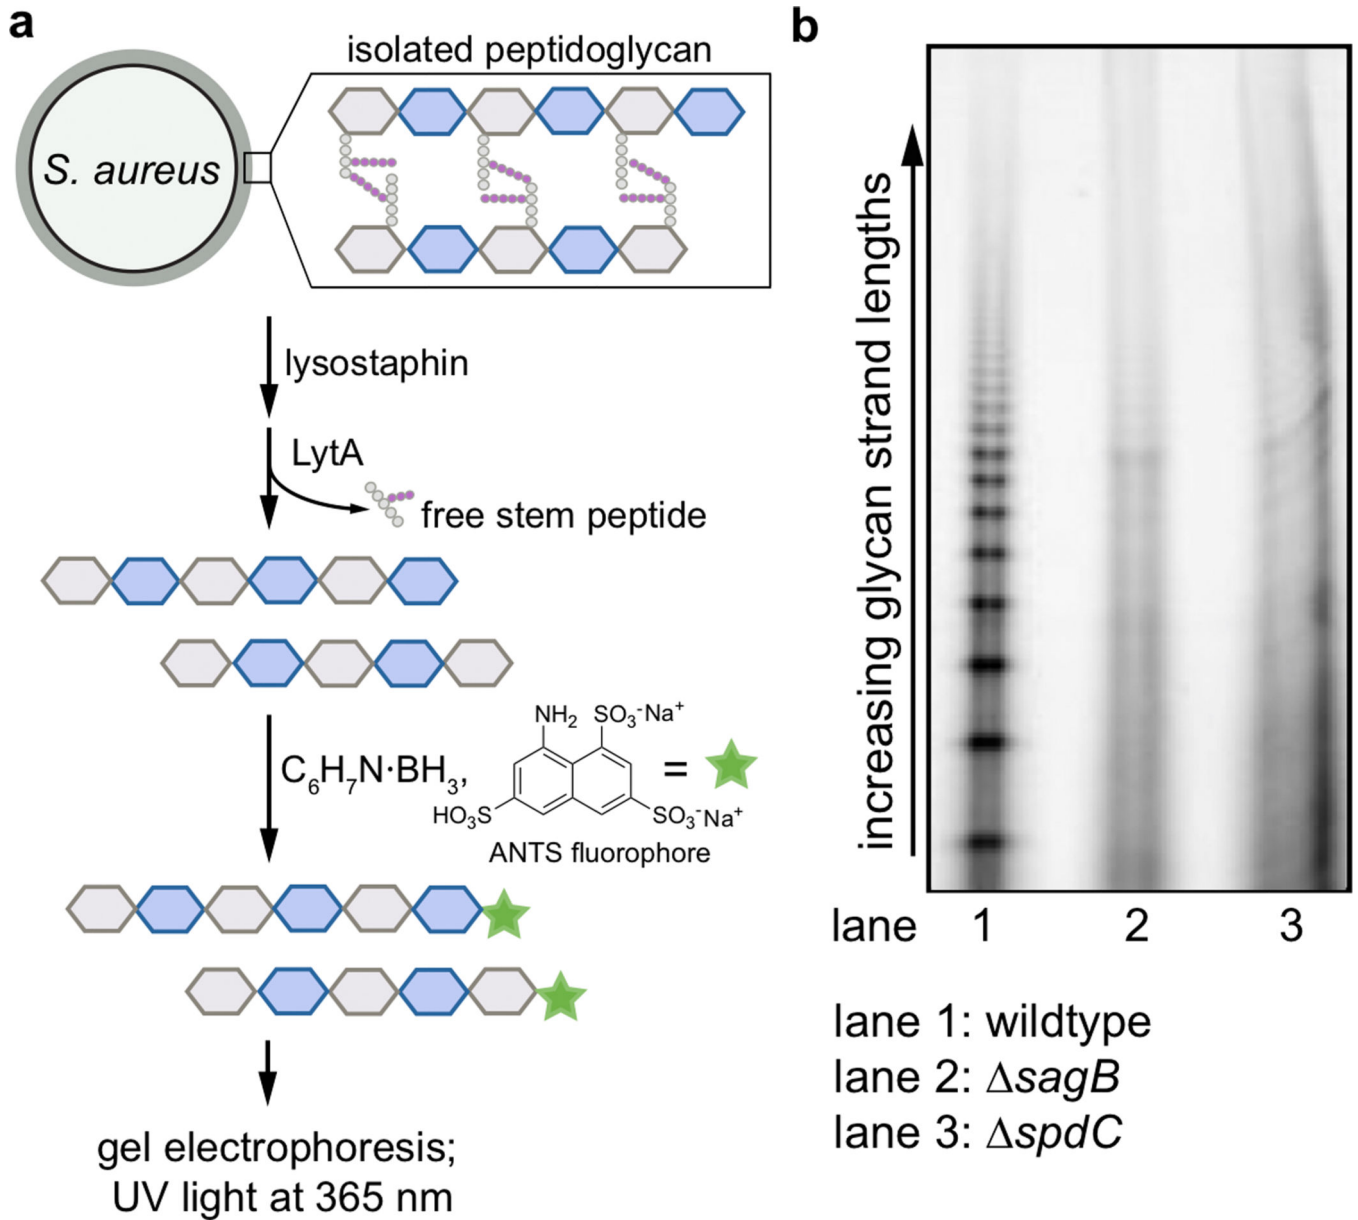 a
isolated peptidoglycan
S. aureus
lysostaphin
LytA
free stem peptide
C₆H₇N·BH₃,
NH₂
SO₃⁻Na⁺
HO₃S
SO₃⁻Na⁺
=
ANTS fluorophore
gel electrophoresis;
UV light at 365 nm
b
increasing glycan strand lengths
lane 1 2 3
lane 1: wildtype
lane 2: ΔsagB
lane 3: ΔspdC